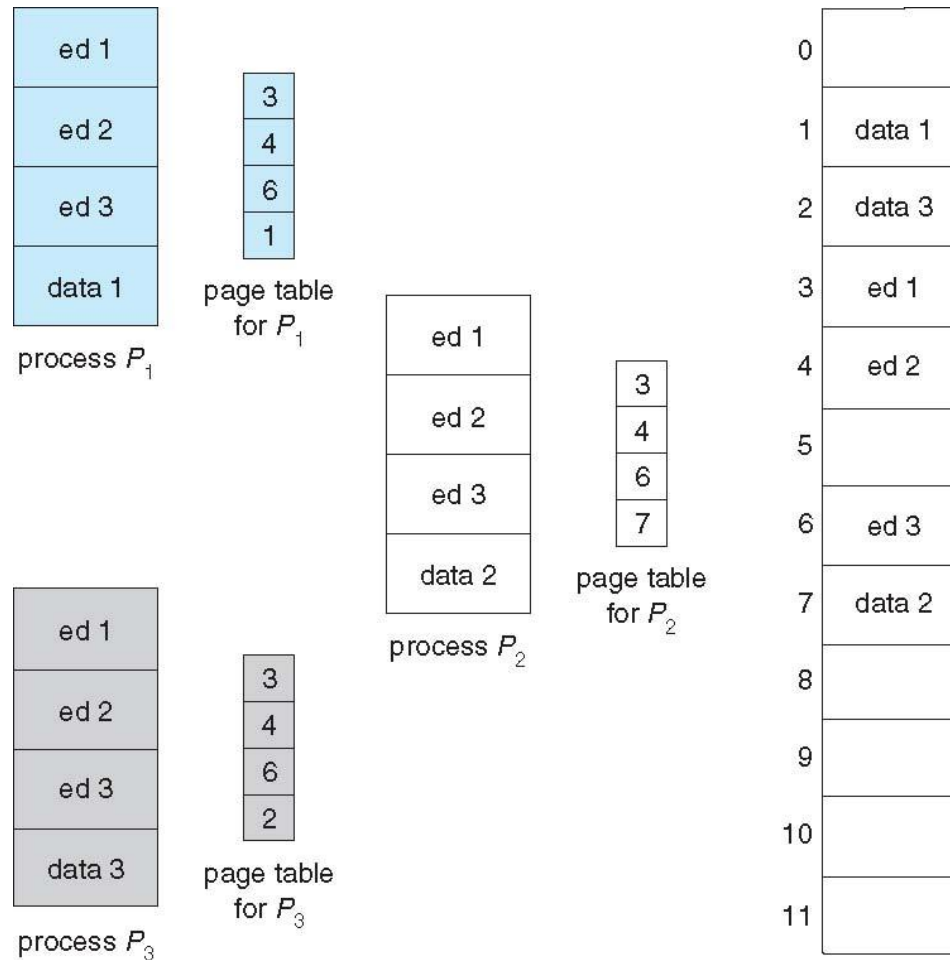 ed 1
ed 2
ed 3
data 1
process P1
3
4
6
1
page table
for P1
ed 1
ed 2
ed 3
data 2
process P2
3
4
6
7
page table
for P2
ed 1
ed 2
ed 3
data 3
process P3
3
4
6
2
page table
for P3
0
1 data 1
2 data 3
3 ed 1
4 ed 2
5
6 ed 3
7 data 2
8
9
10
11